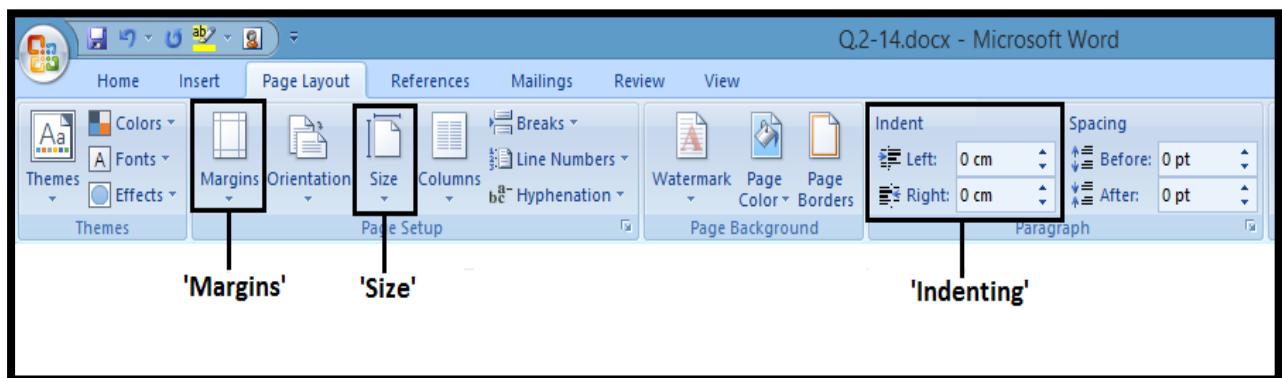 Q.2-14.docx - Microsoft Word
Home Insert Page Layout References Mailings Review View
Aa Colors Indent Spacing
A Fonts Breaks Left: 0 cm Before: 0 pt
Themes Effects Margins Orientation Size Columns Line Numbers Watermark Page Color Page Borders Right: 0 cm After: 0 pt
Hyphenation
Themes Page Setup Page Background Paragraph
'Margins' 'Size' 'Indenting'